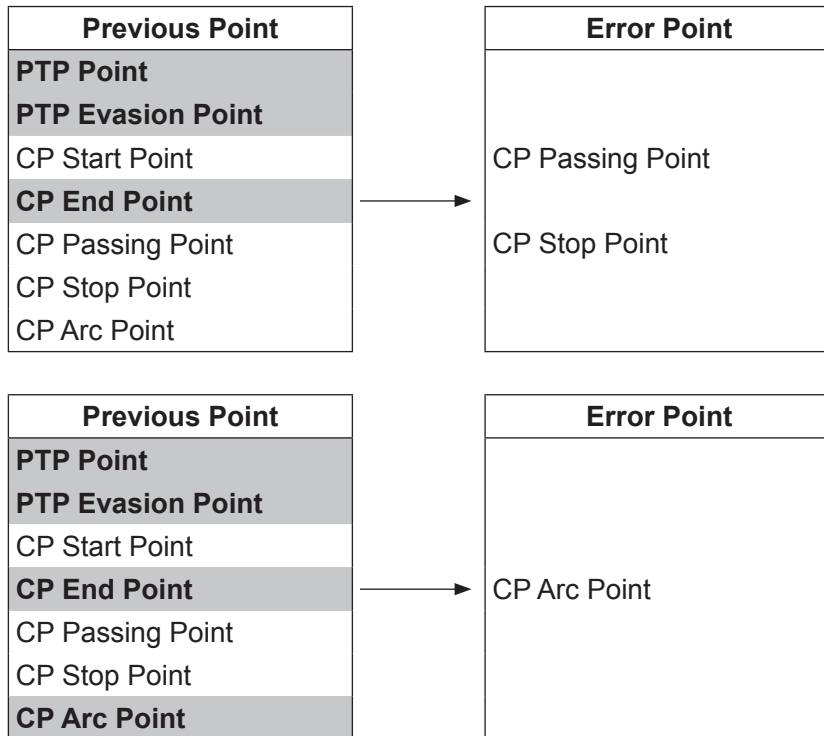 Previous Point
Error Point
PTP Point
PTP Evasion Point
CP Start Point
CP Passing Point
CP End Point
CP Passing Point
CP Stop Point
CP Stop Point
CP Arc Point
Previous Point
Error Point
PTP Point
PTP Evasion Point
CP Start Point
CP End Point
CP Arc Point
CP Passing Point
CP Stop Point
CP Arc Point